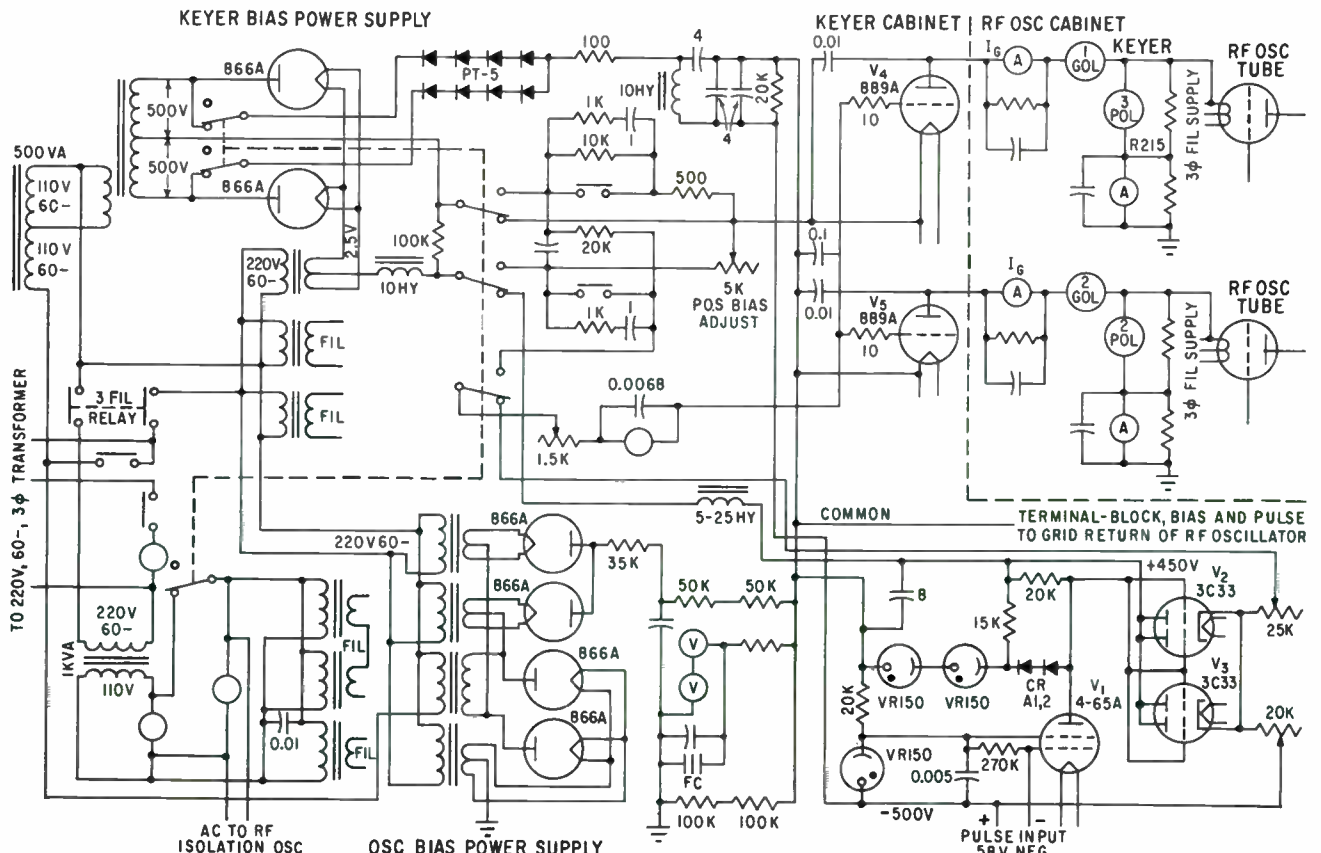 KEYER BIAS POWER SUPPLY
KEYER CABINET
RF OSC CABINET
866A
PT-5
100
4
10HY
4
20K
0.01
V4
889A
10
IG
A
1
GOL
KEYER
3
POL
R215
A
3φ FIL SUPPLY
RF OSC
TUBE
500V
500V
500VA
110V
60-
110V
60-
866A
2.5V
1K
1
10K
500
20K
100K
220V
60-
10HY
5K
POS BIAS
ADJUST
1K
1
0.1
0.01
V5
889A
10
IG
A
2
GOL
2
POL
A
3φ FIL SUPPLY
RF OSC
TUBE
FIL
FIL
3 FIL
RELAY
0.0068
1.5K
TO 220V, 60-, 3φ TRANSFORMER
5-25HY
COMMON
TERMINAL-BLOCK, BIAS AND PULSE
TO GRID RETURN OF RF OSCILLATOR
220V60-
866A
866A
866A
866A
35K
50K
50K
V
V
FC
100K
100K
220V
60-
1KVA
110V
FIL
FIL
0.01
8
+450V
V2
3C33
25K
20K
15K
VR150
VR150
CR
A1,2
V1
4-65A
V3
3C33
20K
20K
VR150
0.005
270K
-500V
+
-
PULSE INPUT
58V NEG
AC TO RF
ISOLATION OSC
OSC BIAS POWER SUPPLY